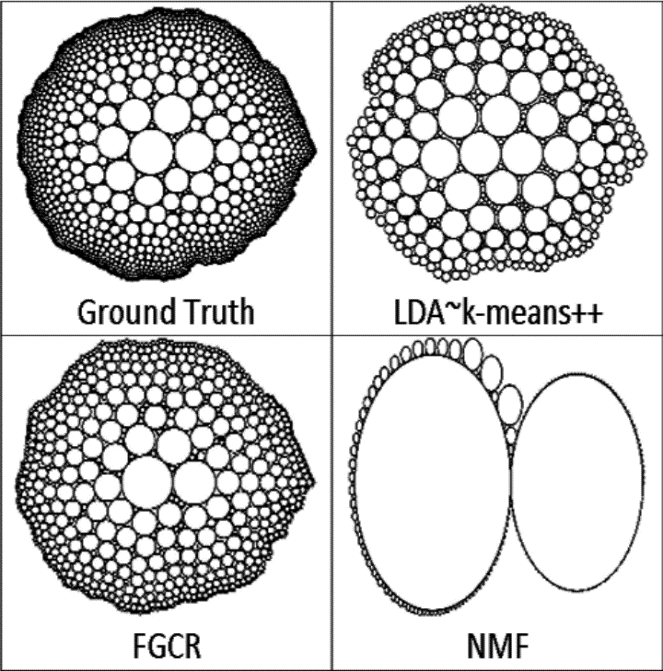 Ground Truth
LDA~k-means++
FGCR
NMF